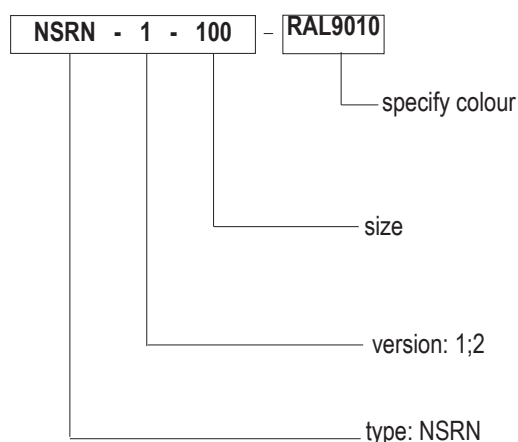 NSRN - 1 - 100 - RAL9010
specify colour
size
version: 1;2
type: NSRN